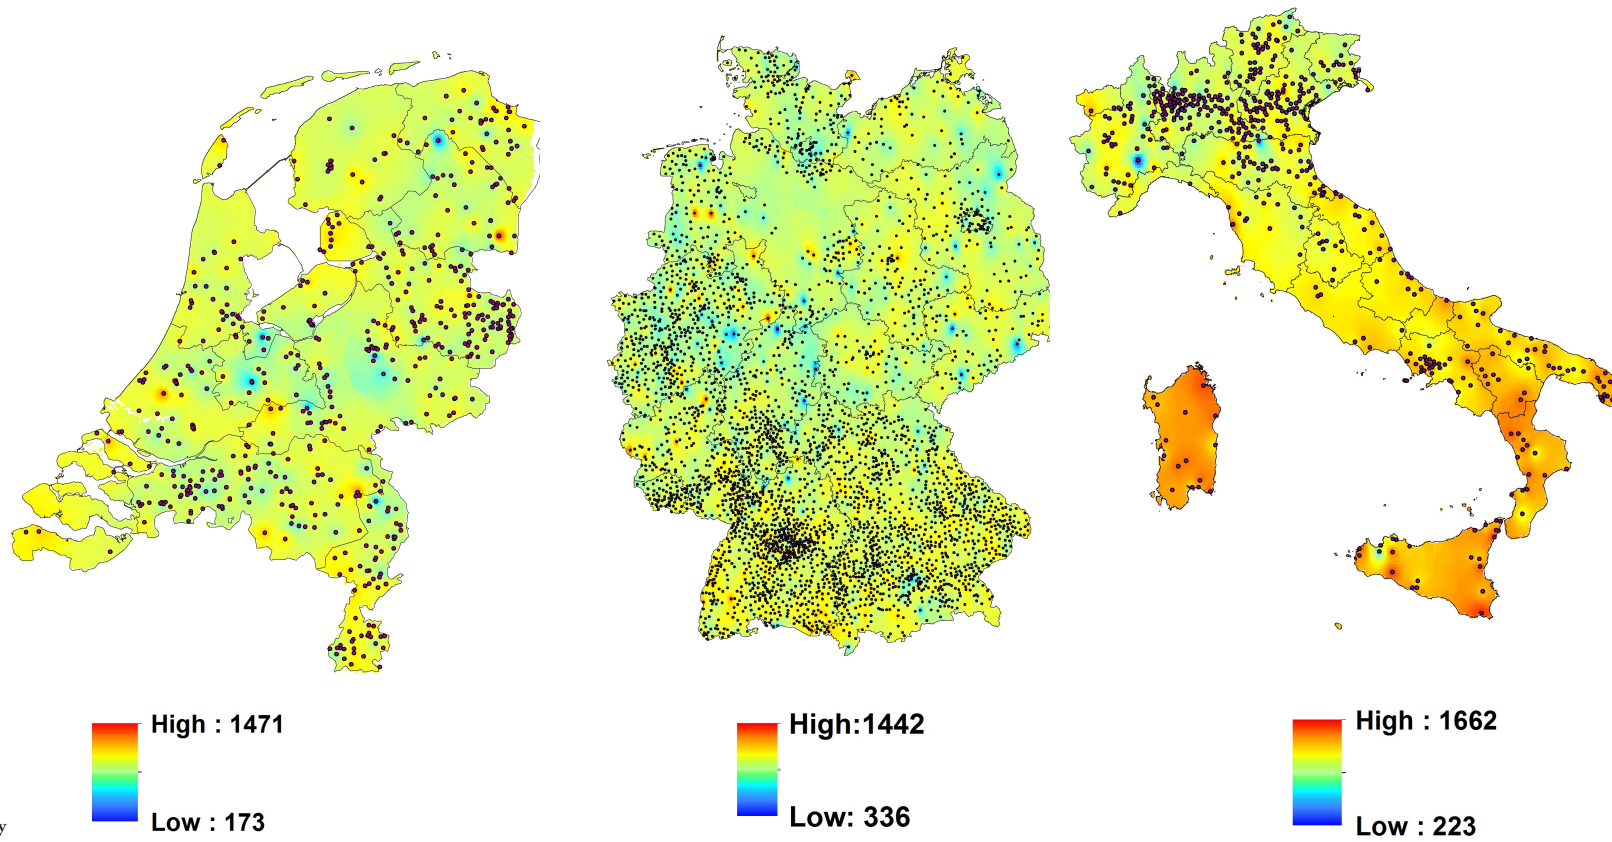 High : 1471
Low : 173
High:1442
Low: 336
High : 1662
Low : 223
y